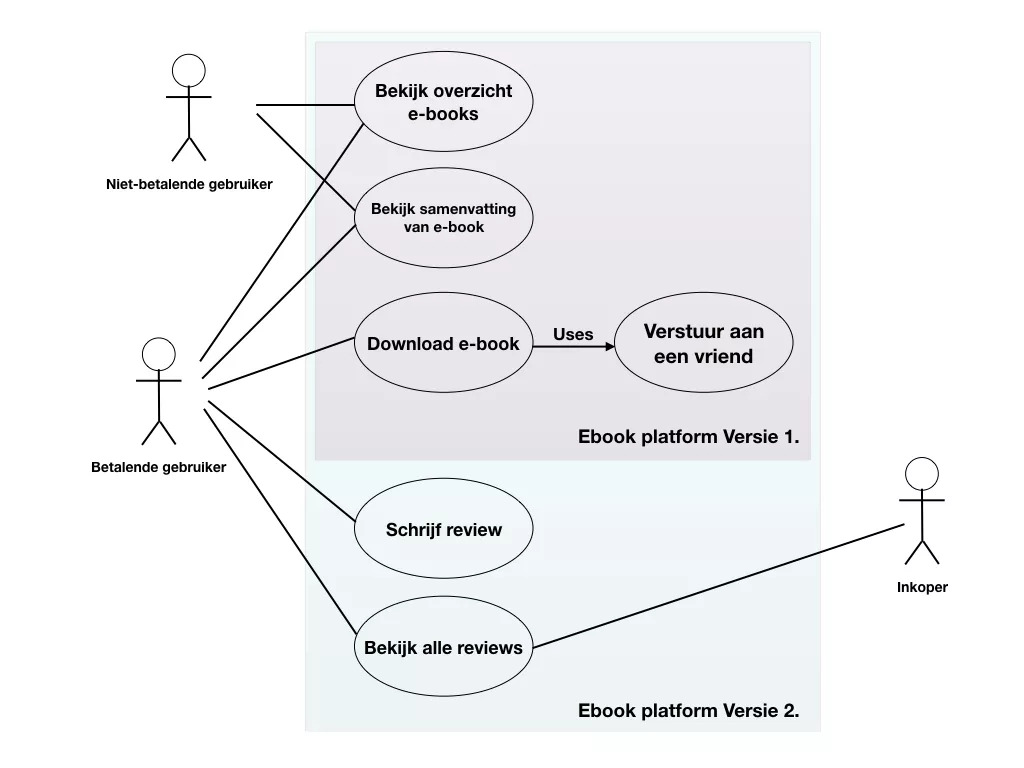 Bekijk overzicht
e-books
Niet-betalende gebruiker
Bekijk samenvatting
van e-book
Download e-book
Uses
Verstuur aan
een vriend
Ebook platform Versie 1.
Betalende gebruiker
Schrijf review
Inkoper
Bekijk alle reviews
Ebook platform Versie 2.